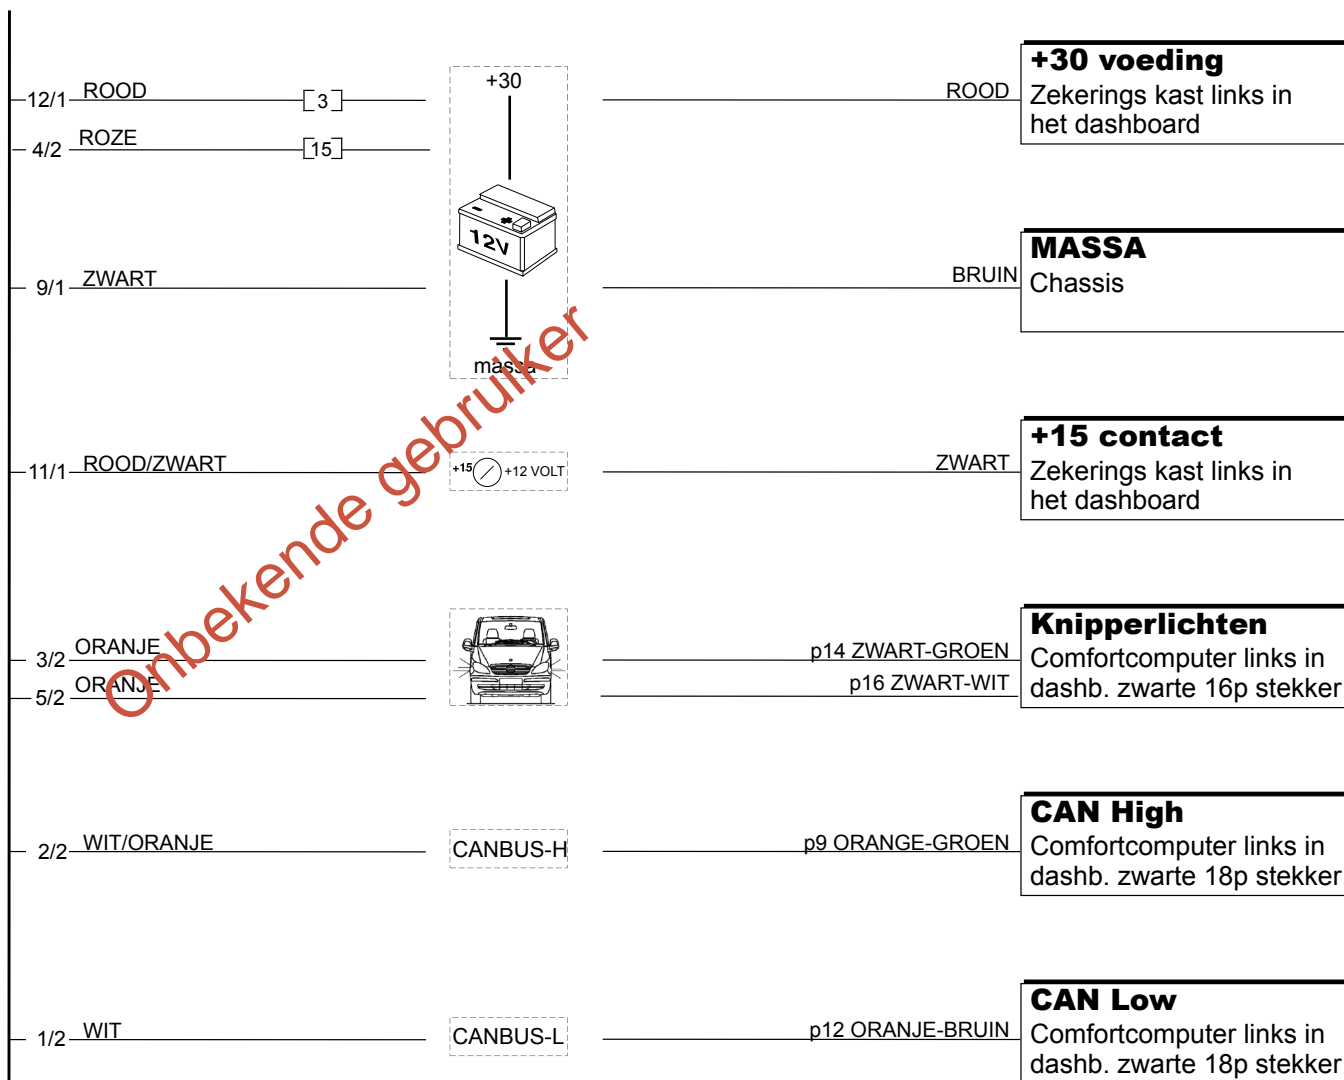 12/1 ROOD [3] +30 ROOD
+30 voeding
Zekerings kast links in
het dashboard
4/2 ROZE [15]
12V
9/1 ZWART BRUIN
MASSA
Chassis
massa
11/1 ROOD/ZWART +15 +12 VOLT ZWART
+15 contact
Zekerings kast links in
het dashboard
Onbekende gebruiker
3/2 ORANJE p14 ZWART-GROEN
5/2 ORANJE p16 ZWART-WIT
Knipperlichten
Comfortcomputer links in
dashb. zwarte 16p stekker
2/2 WIT/ORANJE CANBUS-H p9 ORANGE-GROEN
CAN High
Comfortcomputer links in
dashb. zwarte 18p stekker
1/2 WIT CANBUS-L p12 ORANJE-BRUIN
CAN Low
Comfortcomputer links in
dashb. zwarte 18p stekker